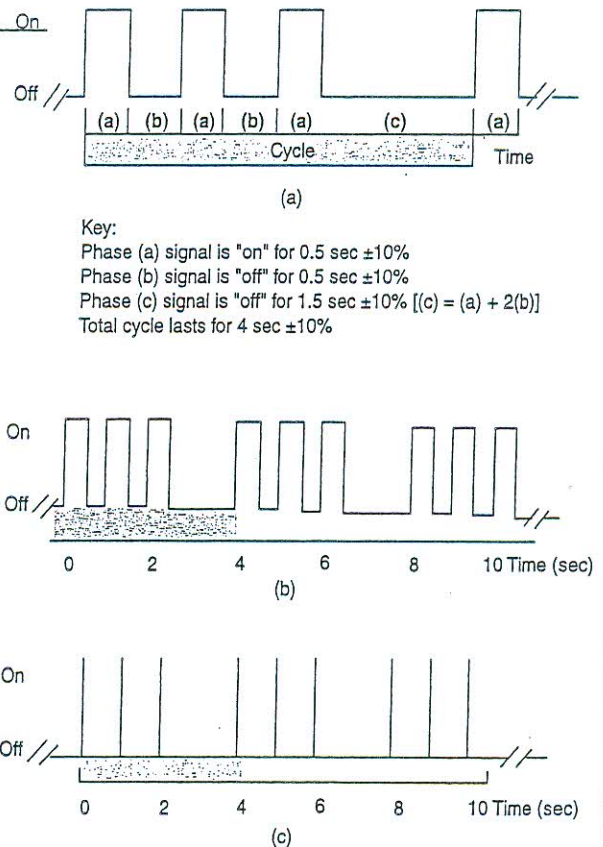 On
Off
(a) (b) (a) (b) (a) (c) (a)
Cycle Time
(a)
Key:
Phase (a) signal is "on" for 0.5 sec ±10%
Phase (b) signal is "off" for 0.5 sec ±10%
Phase (c) signal is "off" for 1.5 sec ±10% [(c) = (a) + 2(b)]
Total cycle lasts for 4 sec ±10%
On
Off
0 2 4 6 8 10 Time (sec)
(b)
On
Off
0 2 4 6 8 10 Time (sec)
(c)